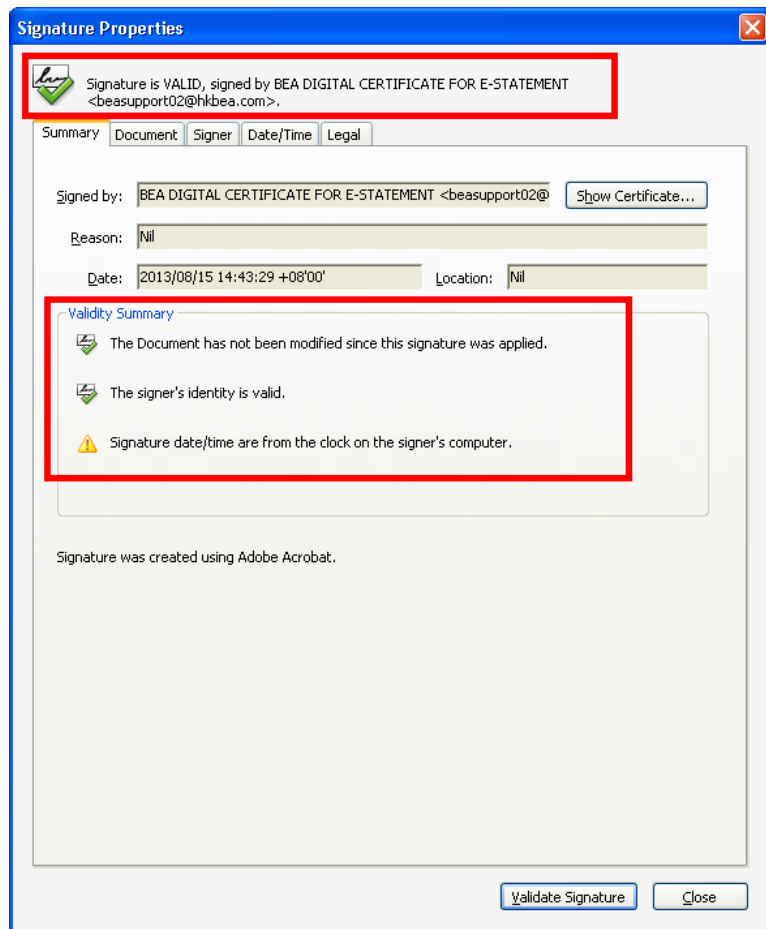 Signature Properties
Signature is VALID, signed by BEA DIGITAL CERTIFICATE FOR E-STATEMENT
<beasupport02@hkbea.com>.
Summary Document Signer Date/Time Legal
Signed by: BEA DIGITAL CERTIFICATE FOR E-STATEMENT <beasupport02@ Show Certificate...
Reason: Nil
Date: 2013/08/15 14:43:29 +08'00' Location: Nil
Validity Summary
The Document has not been modified since this signature was applied.
The signer's identity is valid.
Signature date/time are from the clock on the signer's computer.
Signature was created using Adobe Acrobat.
Validate Signature Close